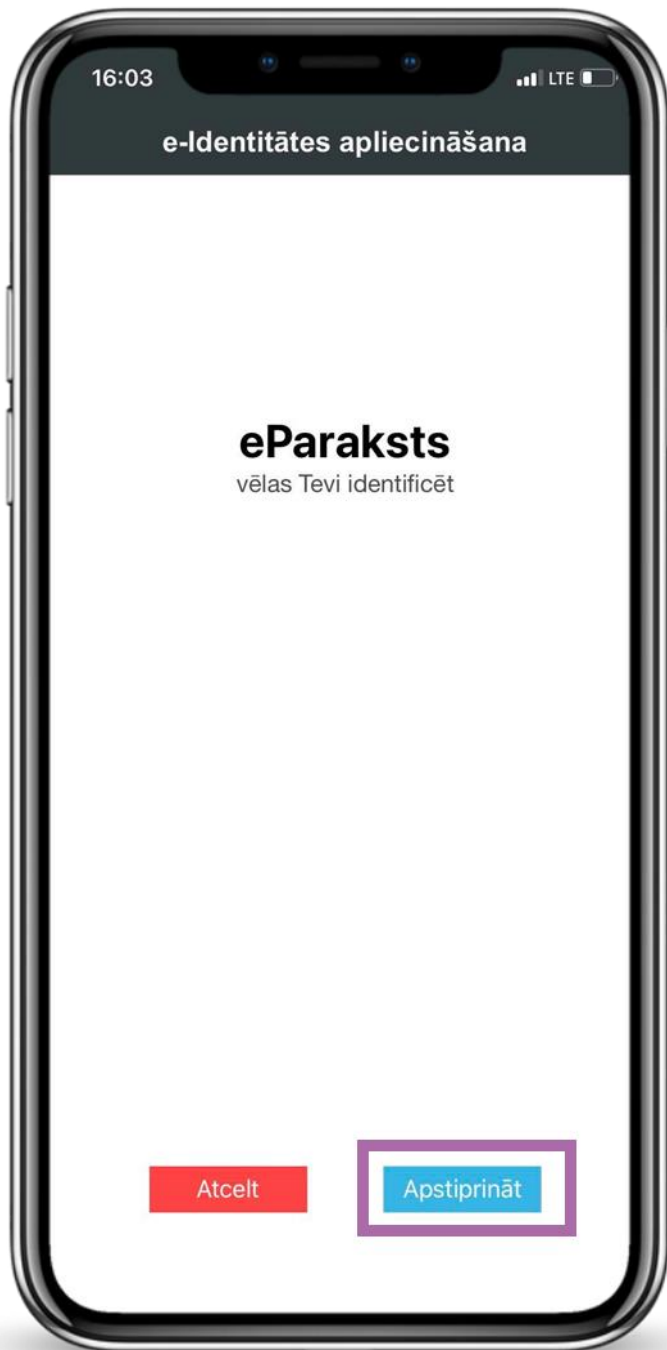 16:03
LTE
e-Identitātes apliecināšana
eParaksts
vēlas Tevi identificēt
Atcelt
Apstiprināt